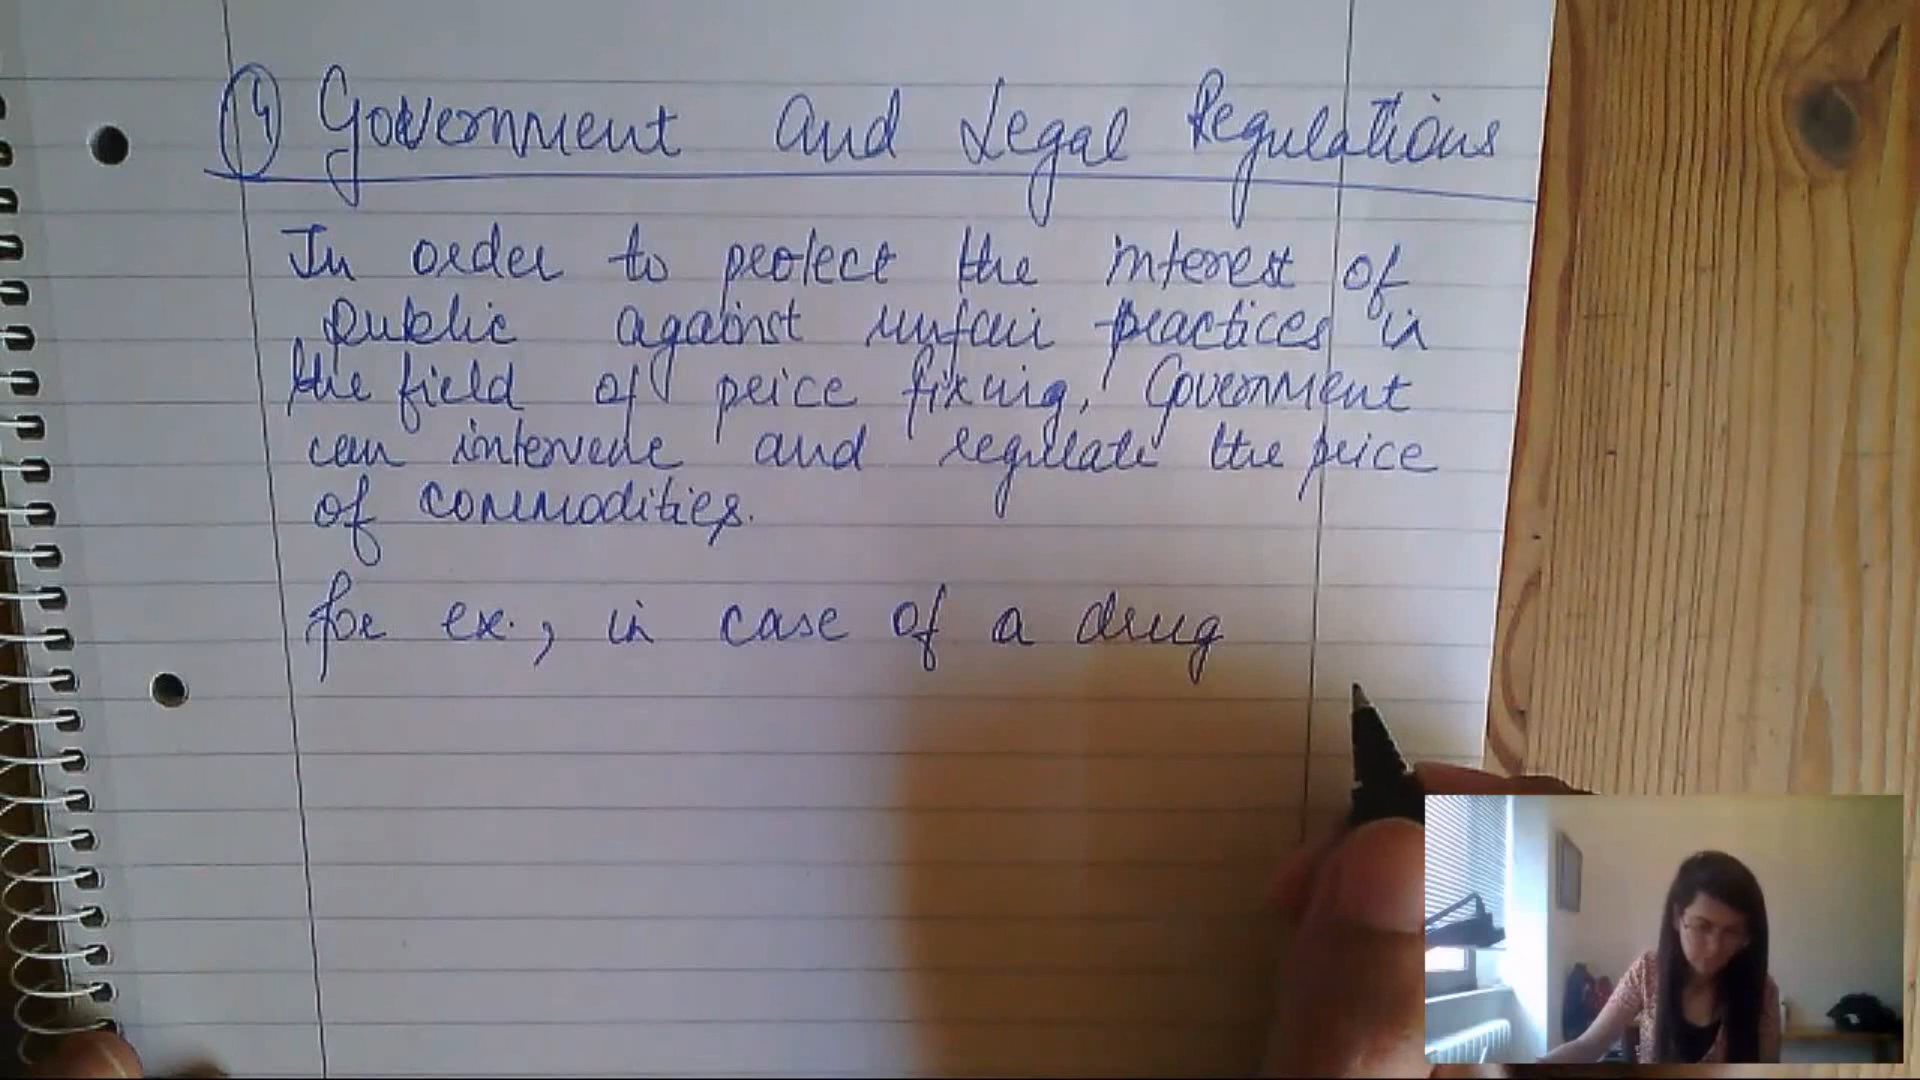 4 Government and Legal Regulations
In order to protect the interest of
public against unfair practices in
the field of price fixing, Government
can intervene and regulate the price
of commodities.
for ex., in case of a drug